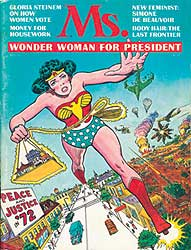 GLORIA STEINEM
ON HOW
WOMEN VOTE
MONEY FOR
HOUSEWORK
Ms.
NEW FEMINIST:
SIMONE
DE BEAUVOIR
BODY HAIR: THE
LAST FRONTIER
WONDER WOMAN FOR PRESIDENT
PEACE
AND
JUSTICE
IN '72